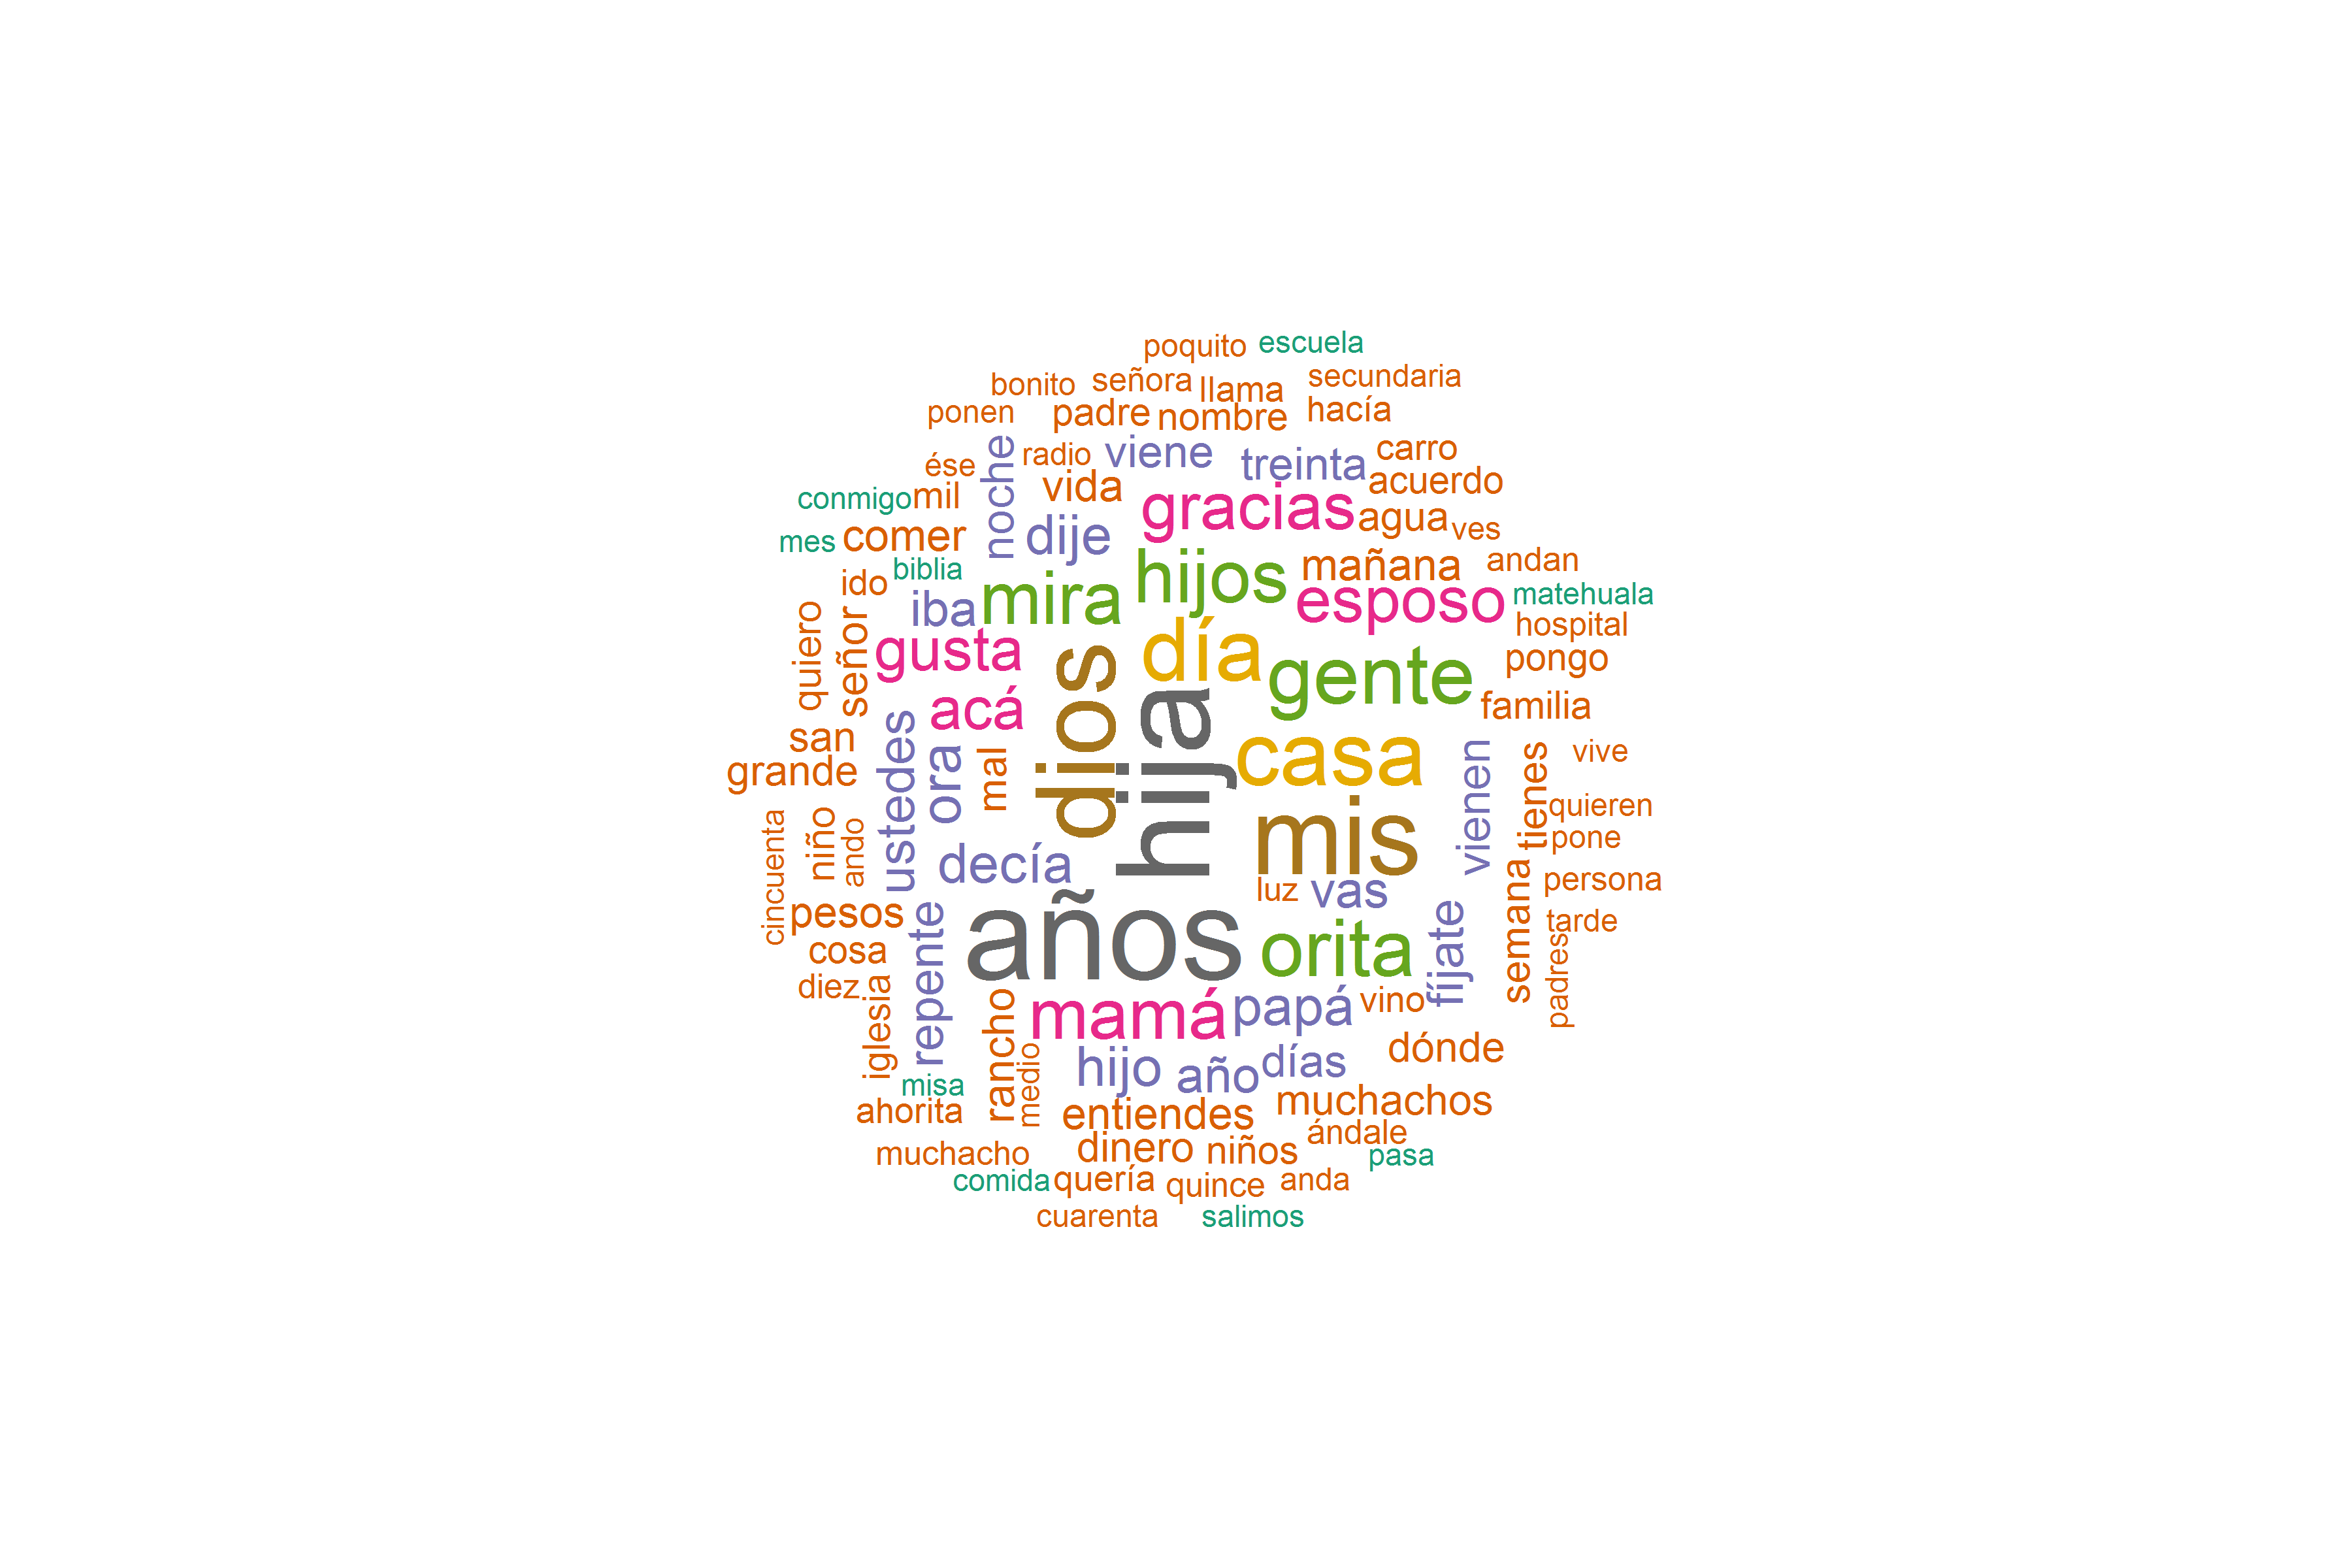 poquito
escuela
bonito
señora
llama
secundaria
ponen
padre
nombre
hacía
ése
radio
viene
treinta
carro
conmigo
mil
noche
vida
gracias
acuerdo
mes
comer
dije
agua
ves
biblia
ido
iba
mira
hijos
mañana
andan
esposo
matehuala
quiero
señor
gusta
día
gente
hospital
pongo
san
acá
dios
hija
familia
grande
ustedes
ora
mal
casa
vienen
tienes
vive
cincuenta
niño
ando
decía
mis
quieren
pone
luz
vas
semana
persona
pesos
cosa
repente
años
orita
fíjate
tarde
padres
diez
iglesia
rancho
mamá
papá
vino
misa
medio
hijo
año
días
dónde
ahorita
entiendes
muchachos
muchacho
dinero
niños
ándale
pasa
comida
quería
quince
anda
cuarenta
salimos